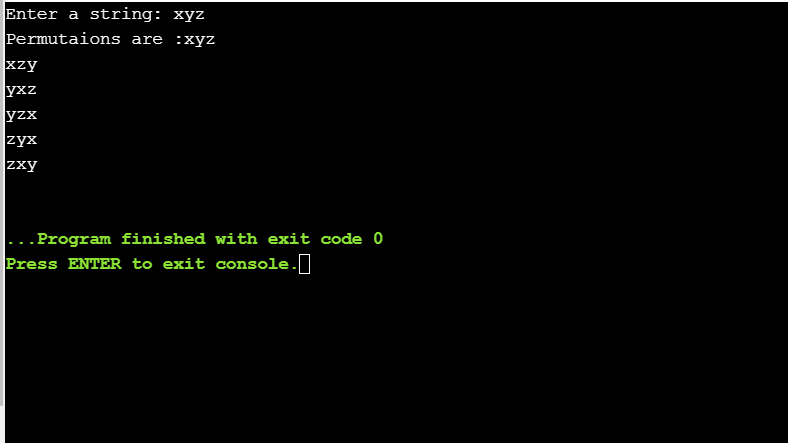 Enter a string: xyz
Permutaions are :xyz
xzy
yxz
yzx
zyx
zxy
...Program finished with exit code 0
Press ENTER to exit console.